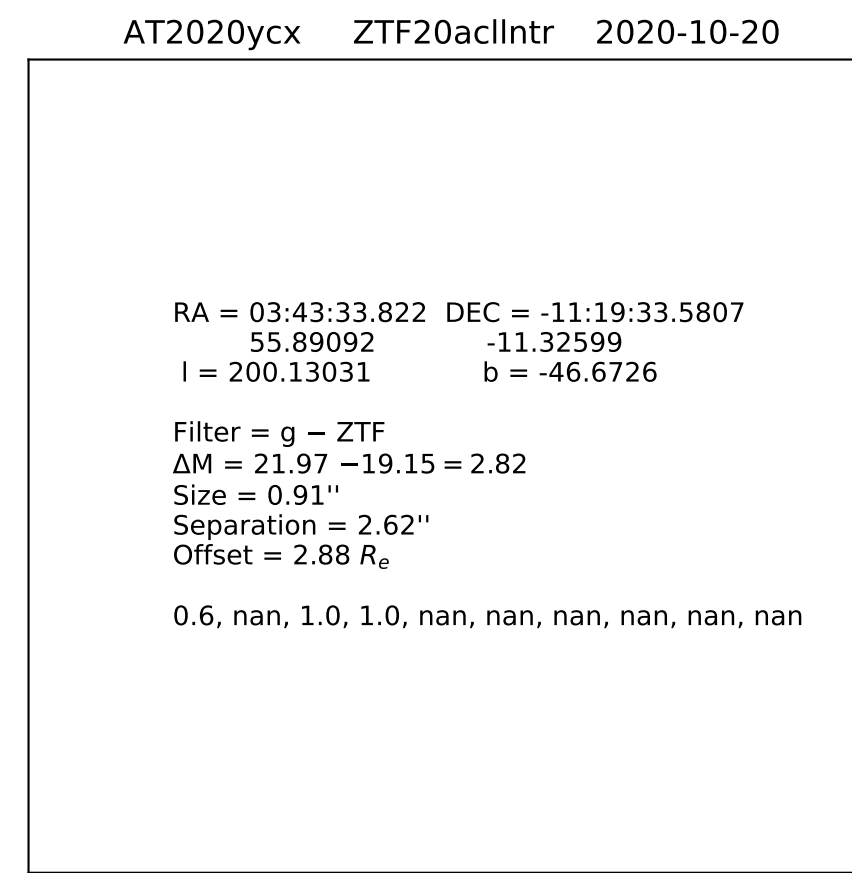 AT2020ycx ZTF20acllntr 2020-10-20
RA = 03:43:33.822 DEC = -11:19:33.5807
55.89092 -11.32599
l = 200.13031 b = -46.6726
Filter = g − ZTF
ΔM = 21.97 −19.15 = 2.82
Size = 0.91''
Separation = 2.62''
Offset = 2.88 Rₑ
0.6, nan, 1.0, 1.0, nan, nan, nan, nan, nan, nan